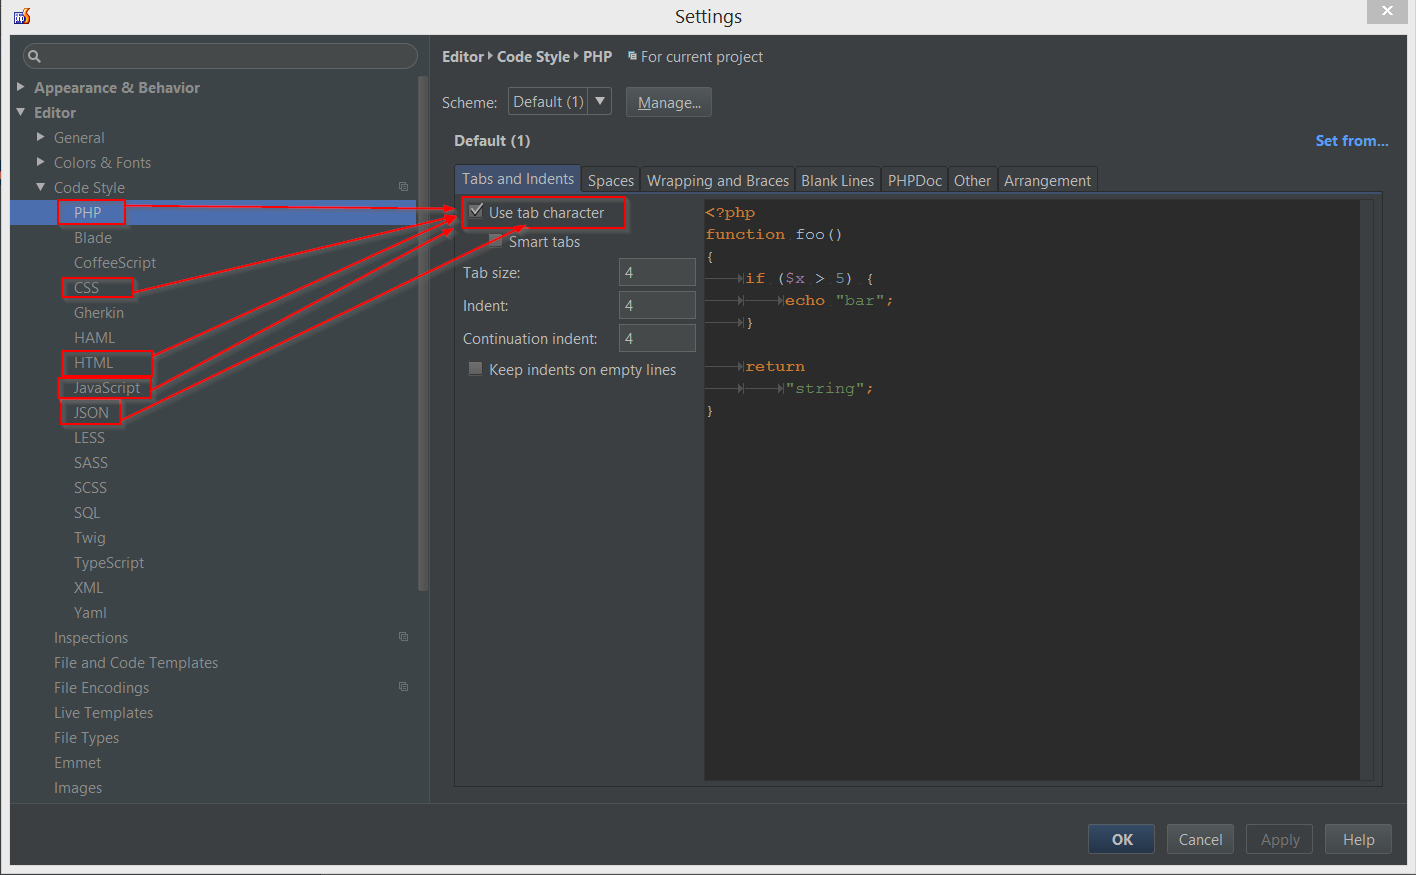 Settings
Editor Code Style PHP For current project
Appearance & Behavior
Editor
General
Colors & Fonts
Code Style
PHP
Blade
CoffeeScript
CSS
Gherkin
HAML
HTML
JavaScript
JSON
LESS
SASS
SCSS
SQL
Twig
TypeScript
XML
Yaml
Inspections
File and Code Templates
File Encodings
Live Templates
File Types
Emmet
Images
Scheme: Default (1) Manage...
Default (1) Set from...
Tabs and Indents Spaces Wrapping and Braces Blank Lines PHPDoc Other Arrangement
Use tab character
Smart tabs
Tab size: 4
Indent: 4
Continuation indent: 4
Keep indents on empty lines
<?php
function foo()
{
if ($x > 5) {
echo "bar";
}
return
"string";
}
OK Cancel Apply Help